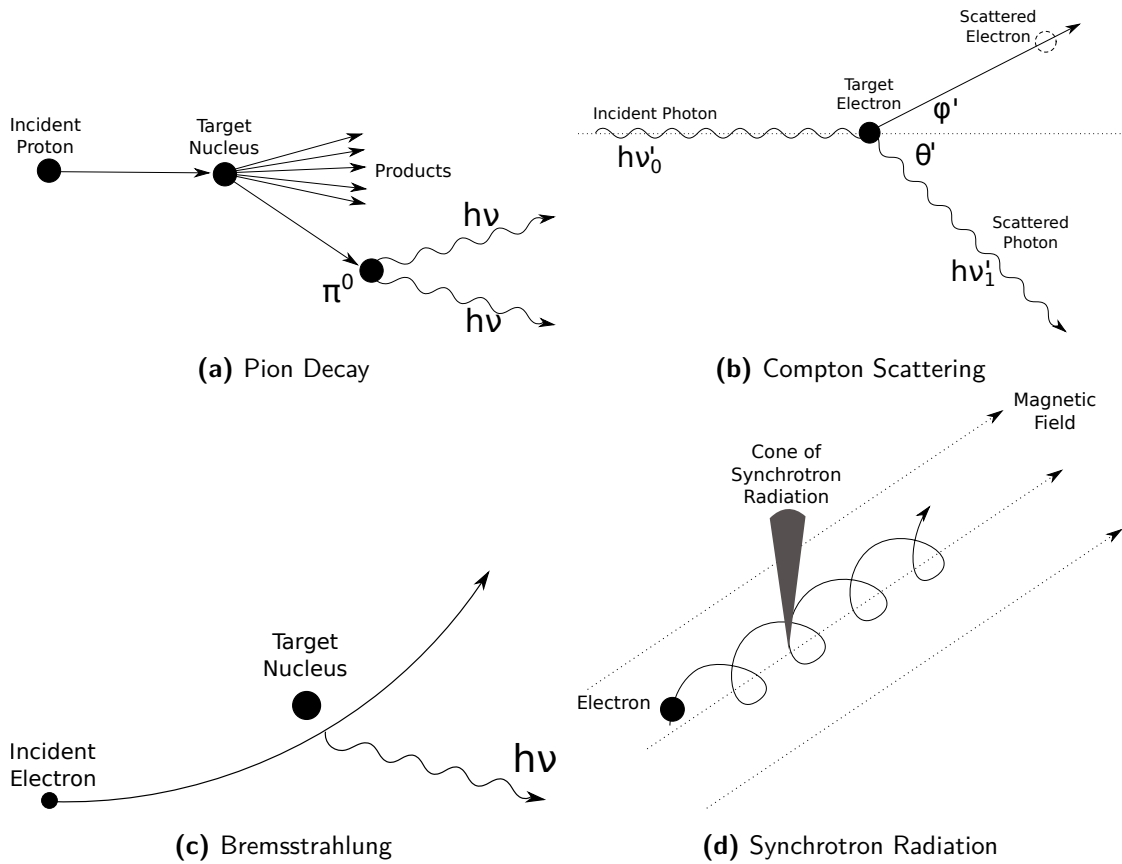 Incident
Proton
Target
Nucleus
Products
hν
π⁰
hν
(a) Pion Decay
Scattered
Electron
Target
Electron
Incident Photon
φ'
hν'₀
θ'
Scattered
Photon
hν'₁
(b) Compton Scattering
Target
Nucleus
Incident
Electron
hν
(c) Bremsstrahlung
Magnetic
Field
Cone of
Synchrotron
Radiation
Electron
(d) Synchrotron Radiation